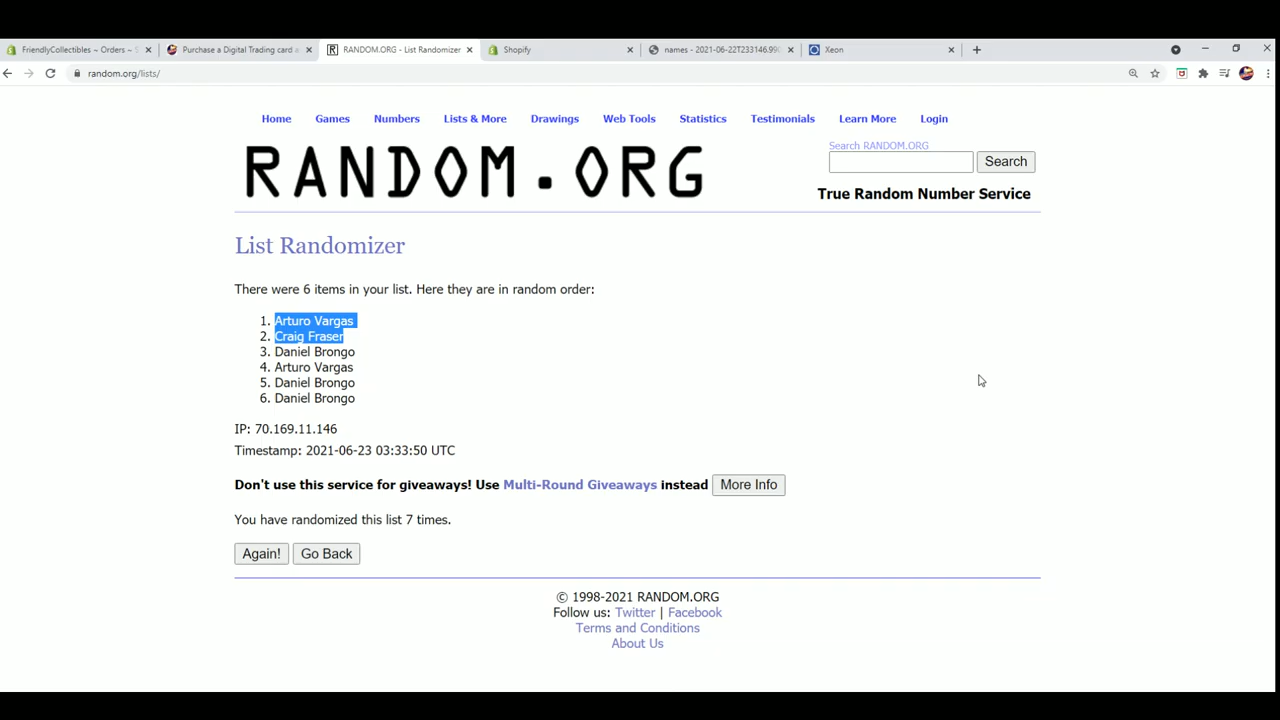 FriendlyCollectibles ~ Orders ~ S
Purchase a Digital Trading card a
RANDOM.ORG - List Randomizer
Shopify
names - 2021-06-22T233146.990
Xeon
random.org/lists/
Home Games Numbers Lists & More Drawings Web Tools Statistics Testimonials Learn More Login
RANDOM.ORG
Search RANDOM.ORG
Search
True Random Number Service
List Randomizer
There were 6 items in your list. Here they are in random order:
1. Arturo Vargas
2. Craig Fraser
3. Daniel Brongo
4. Arturo Vargas
5. Daniel Brongo
6. Daniel Brongo
IP: 70.169.11.146
Timestamp: 2021-06-23 03:33:50 UTC
Don't use this service for giveaways! Use Multi-Round Giveaways instead More Info
You have randomized this list 7 times.
Again! Go Back
© 1998-2021 RANDOM.ORG
Follow us: Twitter | Facebook
Terms and Conditions
About Us